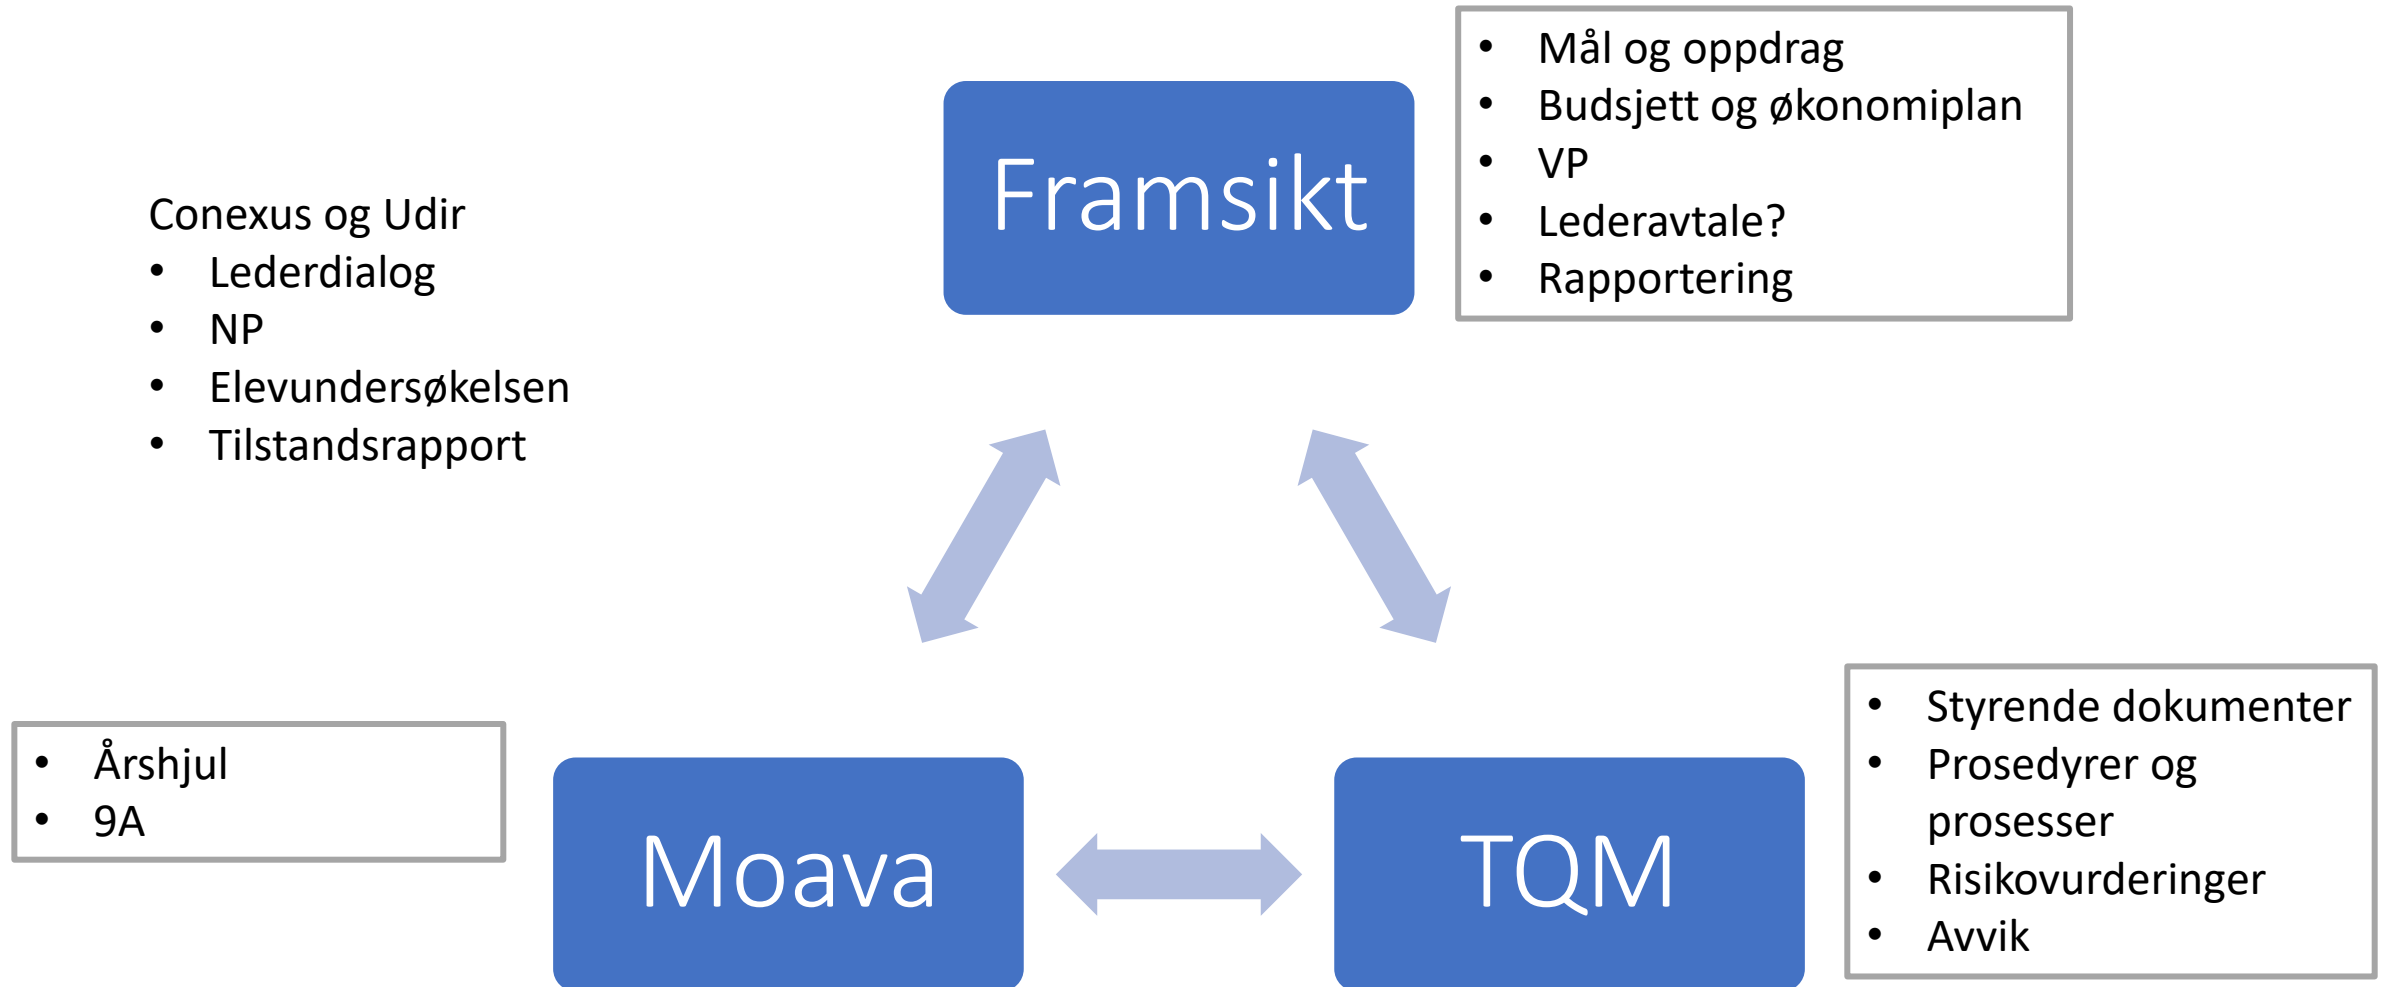 Framsikt
• Mål og oppdrag
• Budsjett og økonomiplan
• VP
• Lederavtale?
• Rapportering
Conexus og Udir
• Lederdialog
• NP
• Elevundersøkelsen
• Tilstandsrapport
• Årshjul
• 9A
Moava
TQM
• Styrende dokumenter
• Prosedyrer og
prosesser
• Risikovurderinger
• Avvik